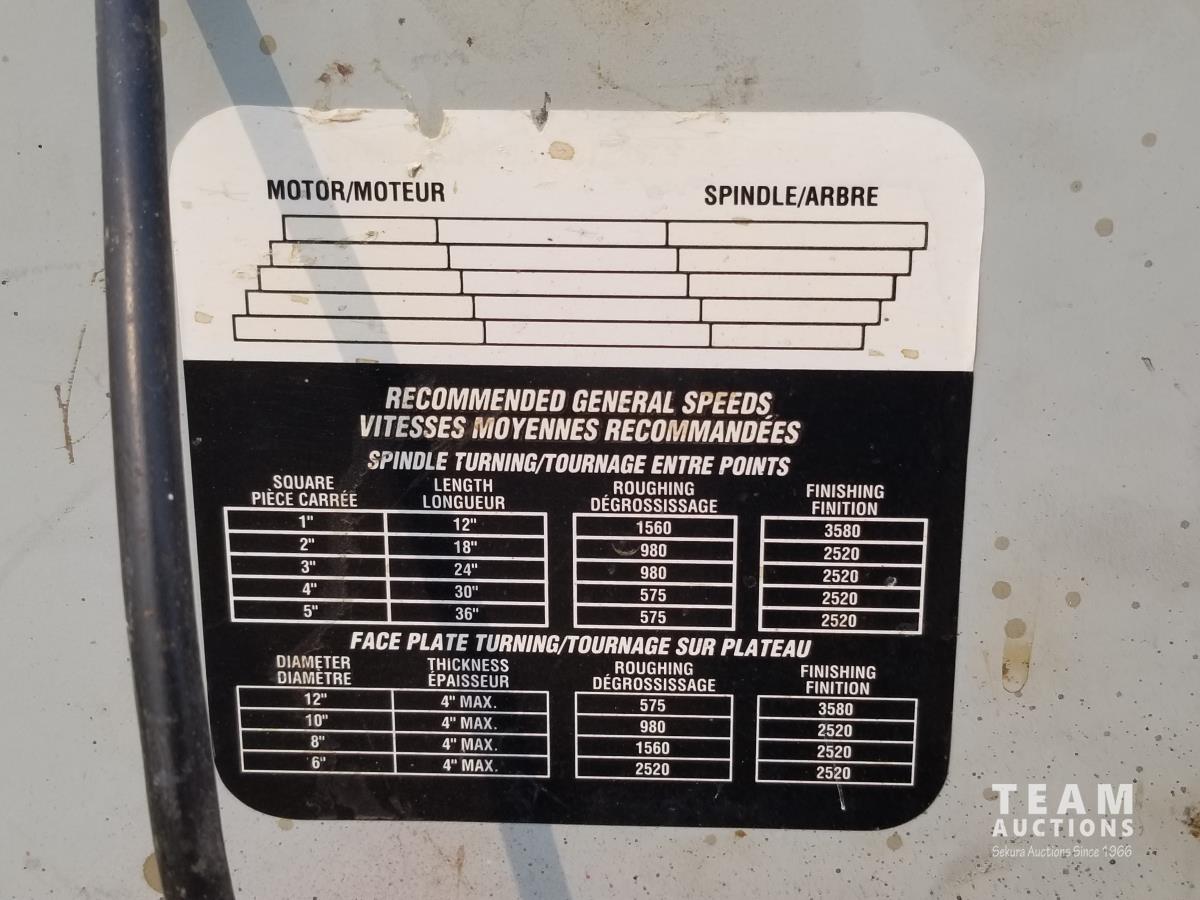 MOTOR/MOTEUR SPINDLE/ARBRE
RECOMMENDED GENERAL SPEEDS
VITESSES MOYENNES RECOMMANDÉES
SPINDLE TURNING/TOURNAGE ENTRE POINTS
SQUARE LENGTH ROUGHING FINISHING
PIÈCE CARRÉE LONGUEUR DÉGROSSISSAGE FINITION
1" 12" 1560 3580
2" 18" 980 2520
3" 24" 980 2520
4" 30" 575 2520
5" 36" 575 2520
FACE PLATE TURNING/TOURNAGE SUR PLATEAU
DIAMETER THICKNESS ROUGHING FINISHING
DIAMÈTRE ÉPAISSEUR DÉGROSSISSAGE FINITION
12" 4" MAX. 575 3580
10" 4" MAX. 980 2520
8" 4" MAX. 1560 2520
6" 4" MAX. 2520 2520
TEAM
AUCTIONS
Sekura Auctions Since 1966